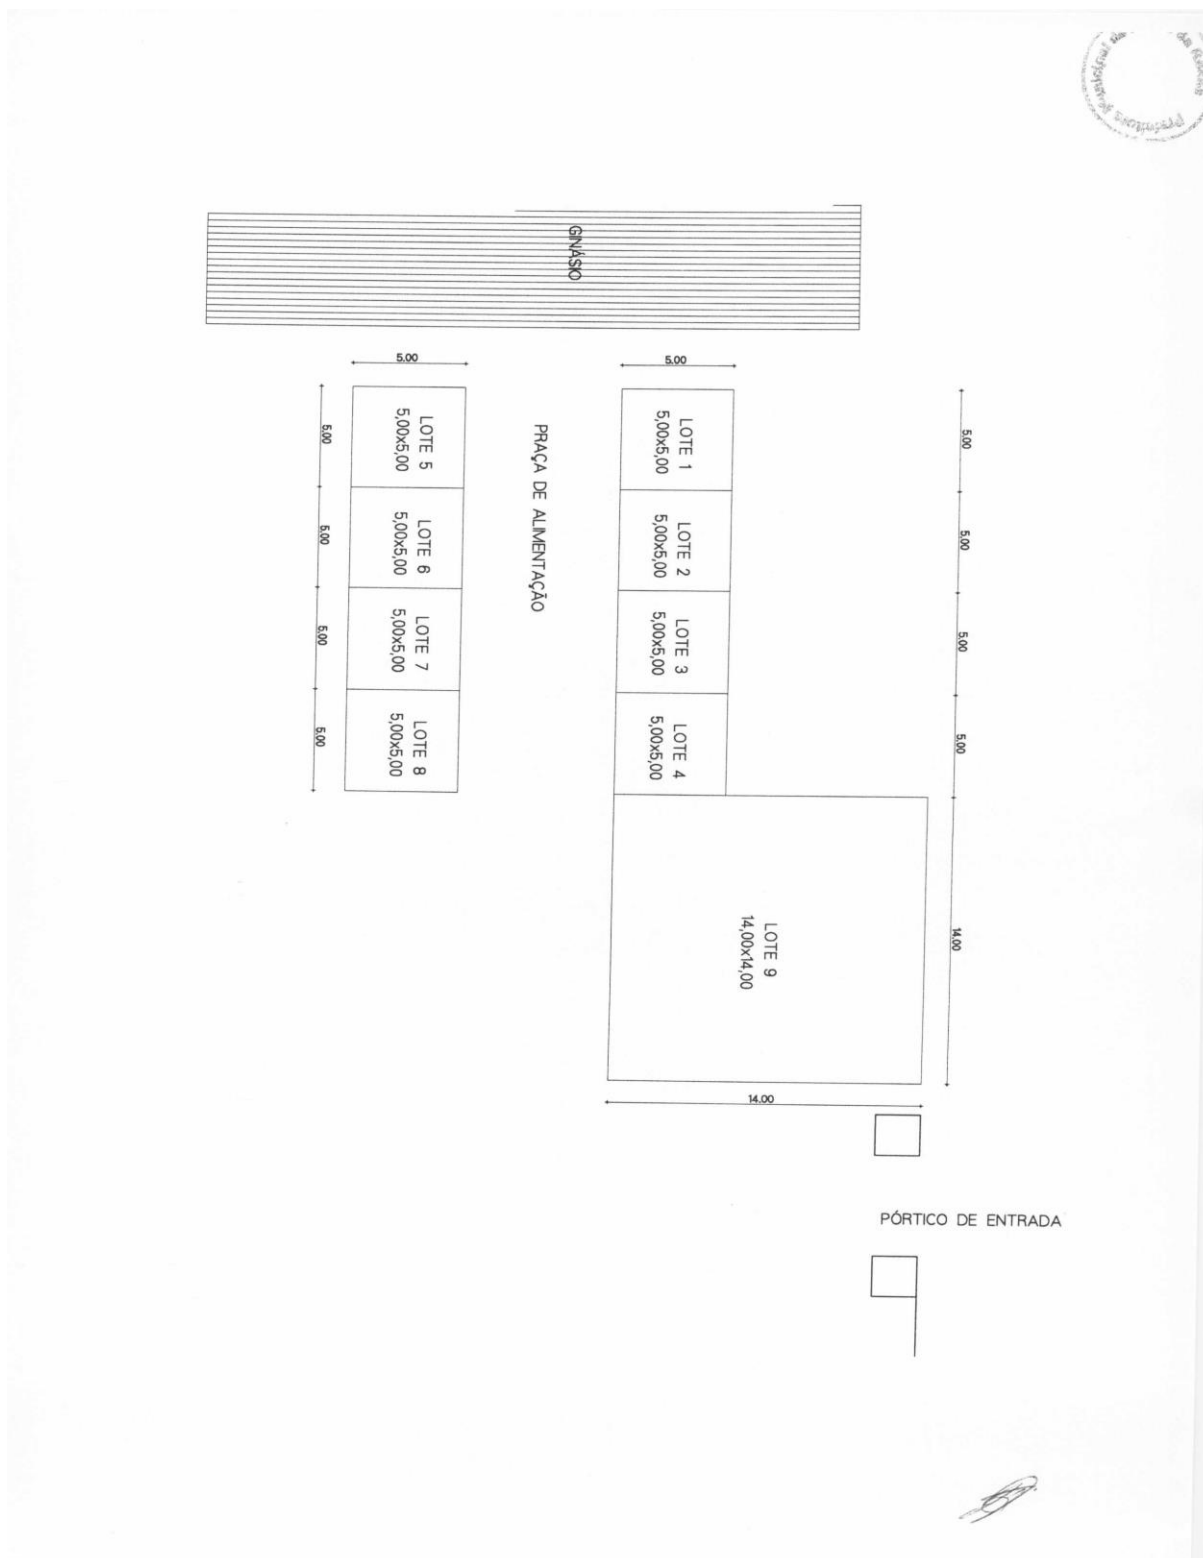 GINÁSIO
5.00
5.00
5.00
5.00
5.00
5.00
LOTE 5
5,00x5,00
LOTE 6
5,00x5,00
LOTE 7
5,00x5,00
LOTE 8
5,00x5,00
PRAÇA DE ALIMENTAÇÃO
LOTE 1
5,00x5,00
LOTE 2
5,00x5,00
LOTE 3
5,00x5,00
LOTE 4
5,00x5,00
5.00
5.00
5.00
5.00
14.00
LOTE 9
14,00x14,00
14.00
PÓRTICO DE ENTRADA
Prefeitura Municipal